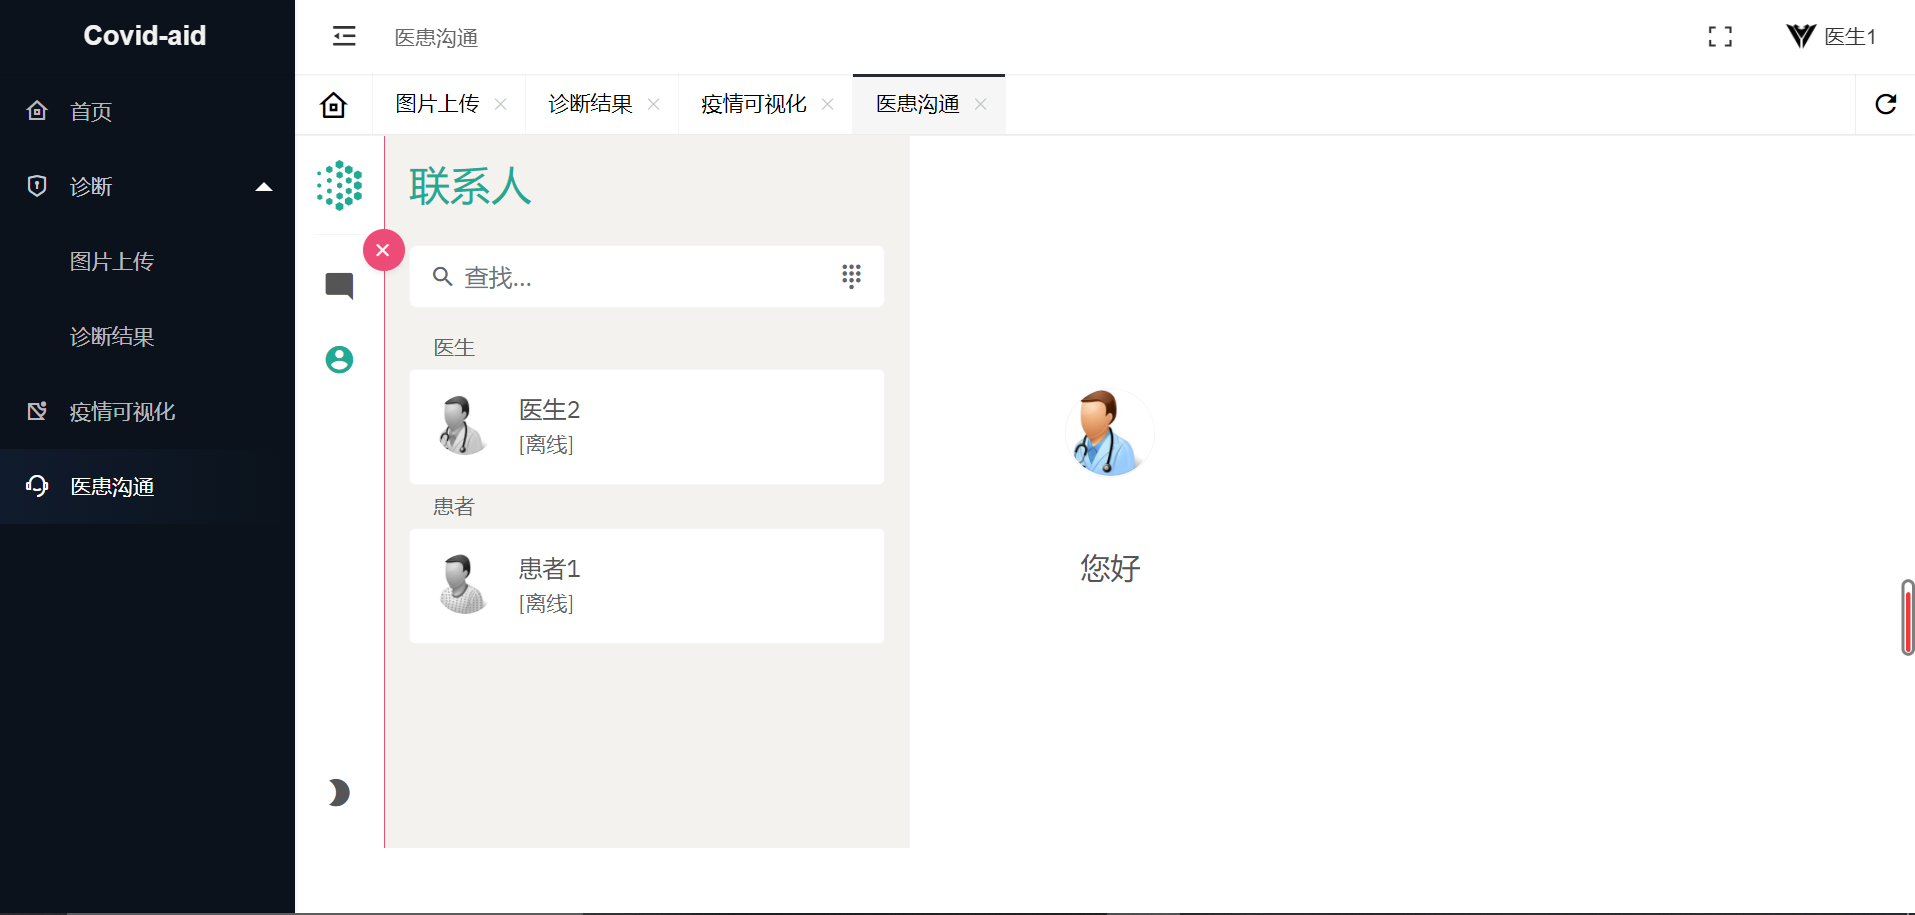 Covid-aid
首页
诊断
图片上传
诊断结果
疫情可视化
医患沟通
医患沟通
医生1
图片上传
诊断结果
疫情可视化
医患沟通
联系人
查找...
医生
医生2
[离线]
患者
患者1
[离线]
您好